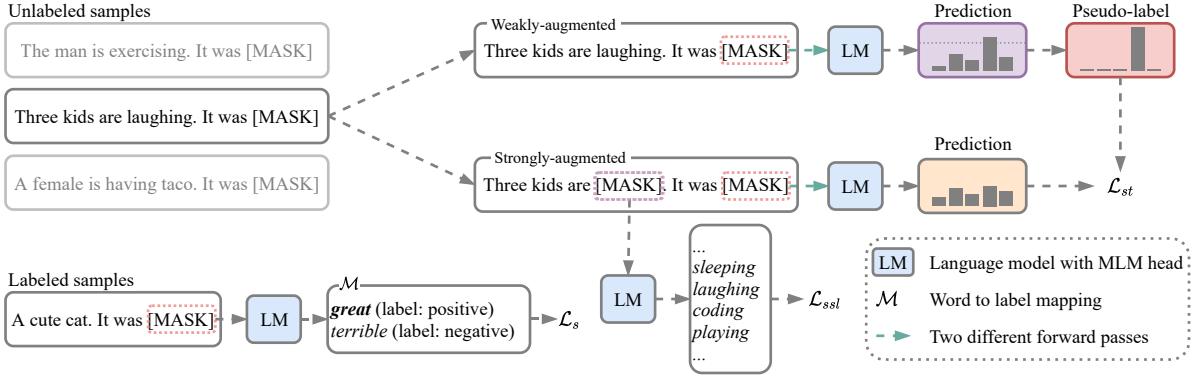 Unlabeled samples
The man is exercising. It was [MASK]
Three kids are laughing. It was [MASK]
A female is having taco. It was [MASK]
Weakly-augmented
Three kids are laughing. It was [MASK]
LM
Prediction
Pseudo-label
Strongly-augmented
Three kids are [MASK]. It was [MASK]
LM
Prediction
ℒst
Labeled samples
A cute cat. It was [MASK]
LM
ℳ
great (label: positive)
terrible (label: negative)
ℒs
LM
...
sleeping
laughing
coding
playing
...
ℒssl
LM Language model with MLM head
ℳ Word to label mapping
Two different forward passes